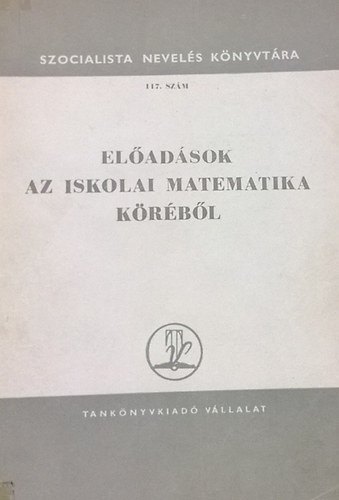 SZOCIALISTA NEVELÉS KÖNYVTÁRA
117. SZÁM
ELŐADÁSOK
AZ ISKOLAI MATEMATIKA
KÖRÉBŐL
TANKÖNYVKIADÓ VÁLLALAT